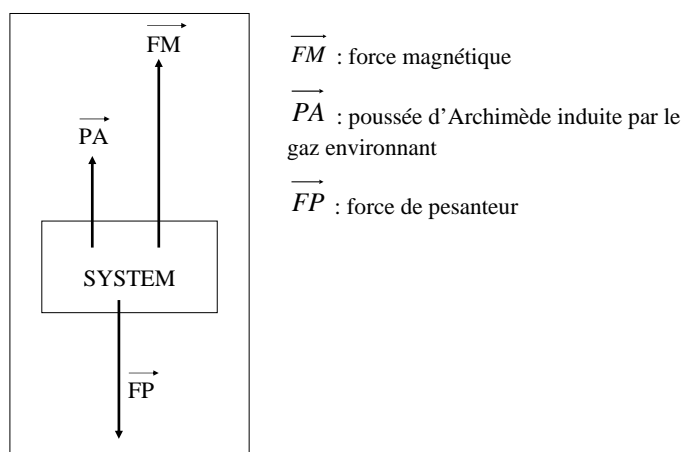 FM
PA
SYSTEM
FP
FM : force magnétique
PA : poussée d'Archimède induite par le
gaz environnant
FP : force de pesanteur